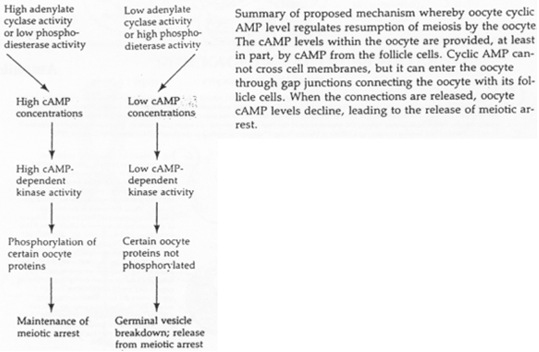 High adenylate
cyclase activity
or low phospho-
diesterase activity
High cAMP
concentrations
High cAMP-
dependent
kinase activity
Phosphorylation of
certain oocyte
proteins
Maintenance of
meiotic arrest
Low adenylate
cyclase activity
or high phospho-
dieterase activity
Low cAMP
concentrations
Low cAMP-
dependent
kinase activity
Certain oocyte
proteins not
phosphorylated
Germinal vesicle
breakdown; release
from meiotic arrest
Summary of proposed mechanism whereby oocyte cyclic
AMP level regulates resumption of meiosis by the oocyte
The cAMP levels within the oocyte are provided, at least
in part, by cAMP from the follicle cells. Cyclic AMP can-
not cross cell membranes, but it can enter the oocyte
through gap junctions connecting the oocyte with its fol-
licle cells. When the connections are released, oocyte
cAMP levels decline, leading to the release of meiotic ar-
rest.